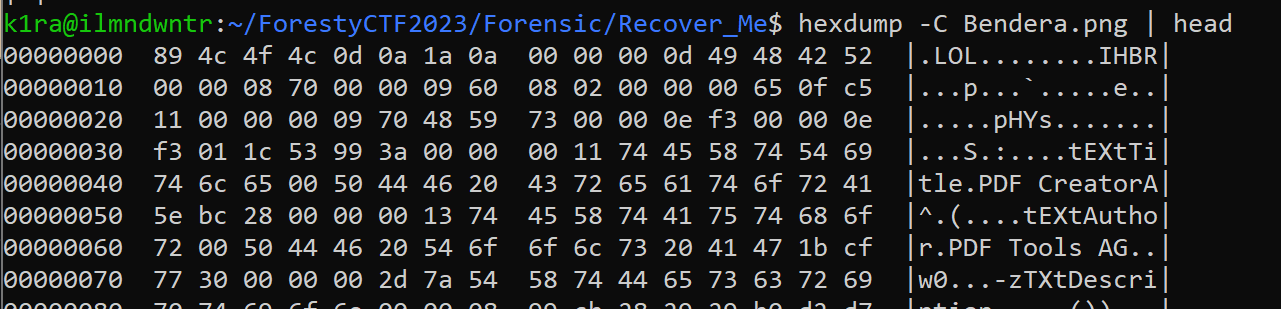 k1ra@ilmndwntr:~/ForestyCTF2023/Forensic/Recover_Me$ hexdump -C Bendera.png | head
00000000  89 4c 4f 4c 0d 0a 1a 0a  00 00 00 0d 49 48 42 52  |.LOL........IHBR|
00000010  00 00 08 70 00 00 09 60  08 02 00 00 00 65 0f c5  |...p...`.....e..|
00000020  11 00 00 00 09 70 48 59  73 00 00 0e f3 00 00 0e  |.....pHYs.......|
00000030  f3 01 1c 53 99 3a 00 00  00 11 74 45 58 74 54 69  |...S.:....tEXtTi|
00000040  74 6c 65 00 50 44 46 20  43 72 65 61 74 6f 72 41  |tle.PDF CreatorA|
00000050  5e bc 28 00 00 00 13 74  45 58 74 41 75 74 68 6f  |^.(....tEXtAutho|
00000060  72 00 50 44 46 20 54 6f  6f 6c 73 20 41 47 1b cf  |r.PDF Tools AG..|
00000070  77 30 00 00 00 2d 7a 54  58 74 44 65 73 63 72 69  |w0...-zTXtDescri|